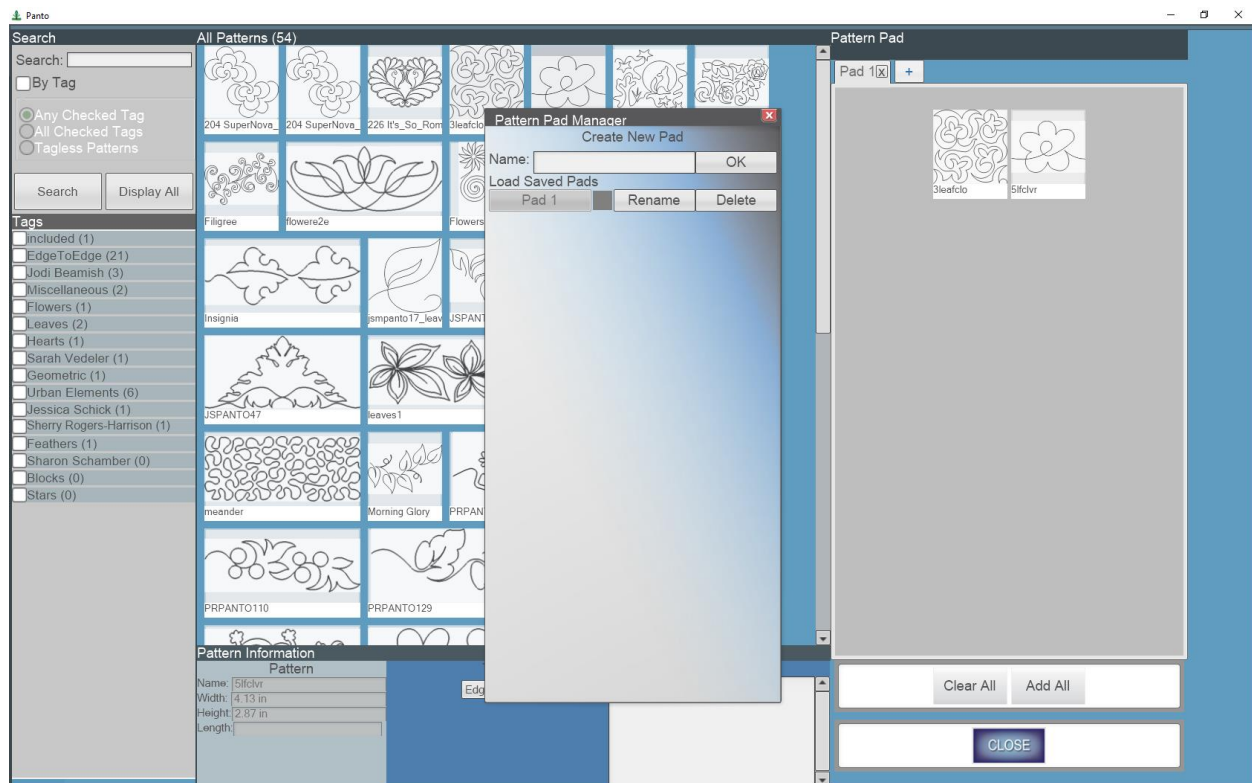 Panto
Search
Search:
By Tag
Any Checked Tag
All Checked Tags
Tagless Patterns
Search Display All
Tags
included (1)
EdgeToEdge (21)
Jodi Beamish (3)
Miscellaneous (2)
Flowers (1)
Leaves (2)
Hearts (1)
Sarah Vedeler (1)
Geometric (1)
Urban Elements (6)
Jessica Schick (1)
Sherry Rogers-Harrison (1)
Feathers (1)
Sharon Schamber (0)
Blocks (0)
Stars (0)
All Patterns (54)
204 SuperNova_ 204 SuperNova_ 226 It's_So_Rom 3leafclo
Filigree flowere2e Flowers
Insignia jsmpanto17_leav JSPANT
JSPANTO47 leaves1
meander Morning Glory PRPAN
PRPANTO110 PRPANTO129
Pattern Pad Manager X
Create New Pad
Name: OK
Load Saved Pads
Pad 1 Rename Delete
Pattern Information
Pattern
Name: 5lfclvr
Width: 4.13 in
Height: 2.87 in
Length:
Edg
Pattern Pad
Pad 1 x +
3leafclo 5lfclvr
Clear All Add All
CLOSE